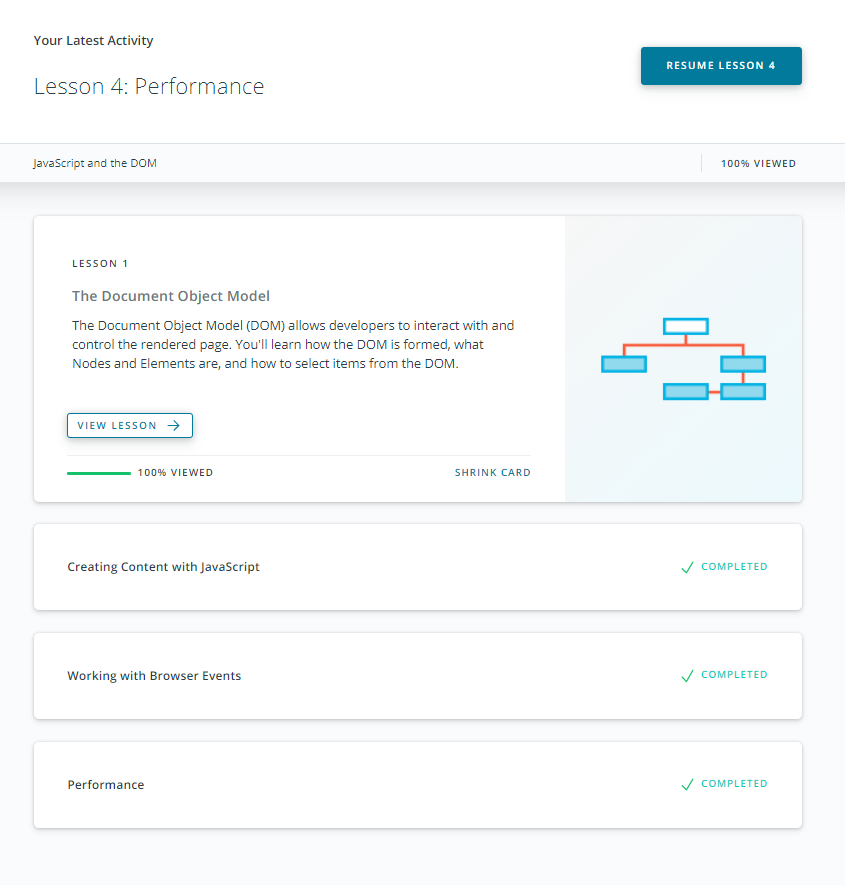 Your Latest Activity
RESUME LESSON 4
Lesson 4: Performance
JavaScript and the DOM
100% VIEWED
LESSON 1
The Document Object Model
The Document Object Model (DOM) allows developers to interact with and
control the rendered page. You'll learn how the DOM is formed, what
Nodes and Elements are, and how to select items from the DOM.
VIEW LESSON
100% VIEWED
SHRINK CARD
Creating Content with JavaScript
COMPLETED
Working with Browser Events
COMPLETED
Performance
COMPLETED